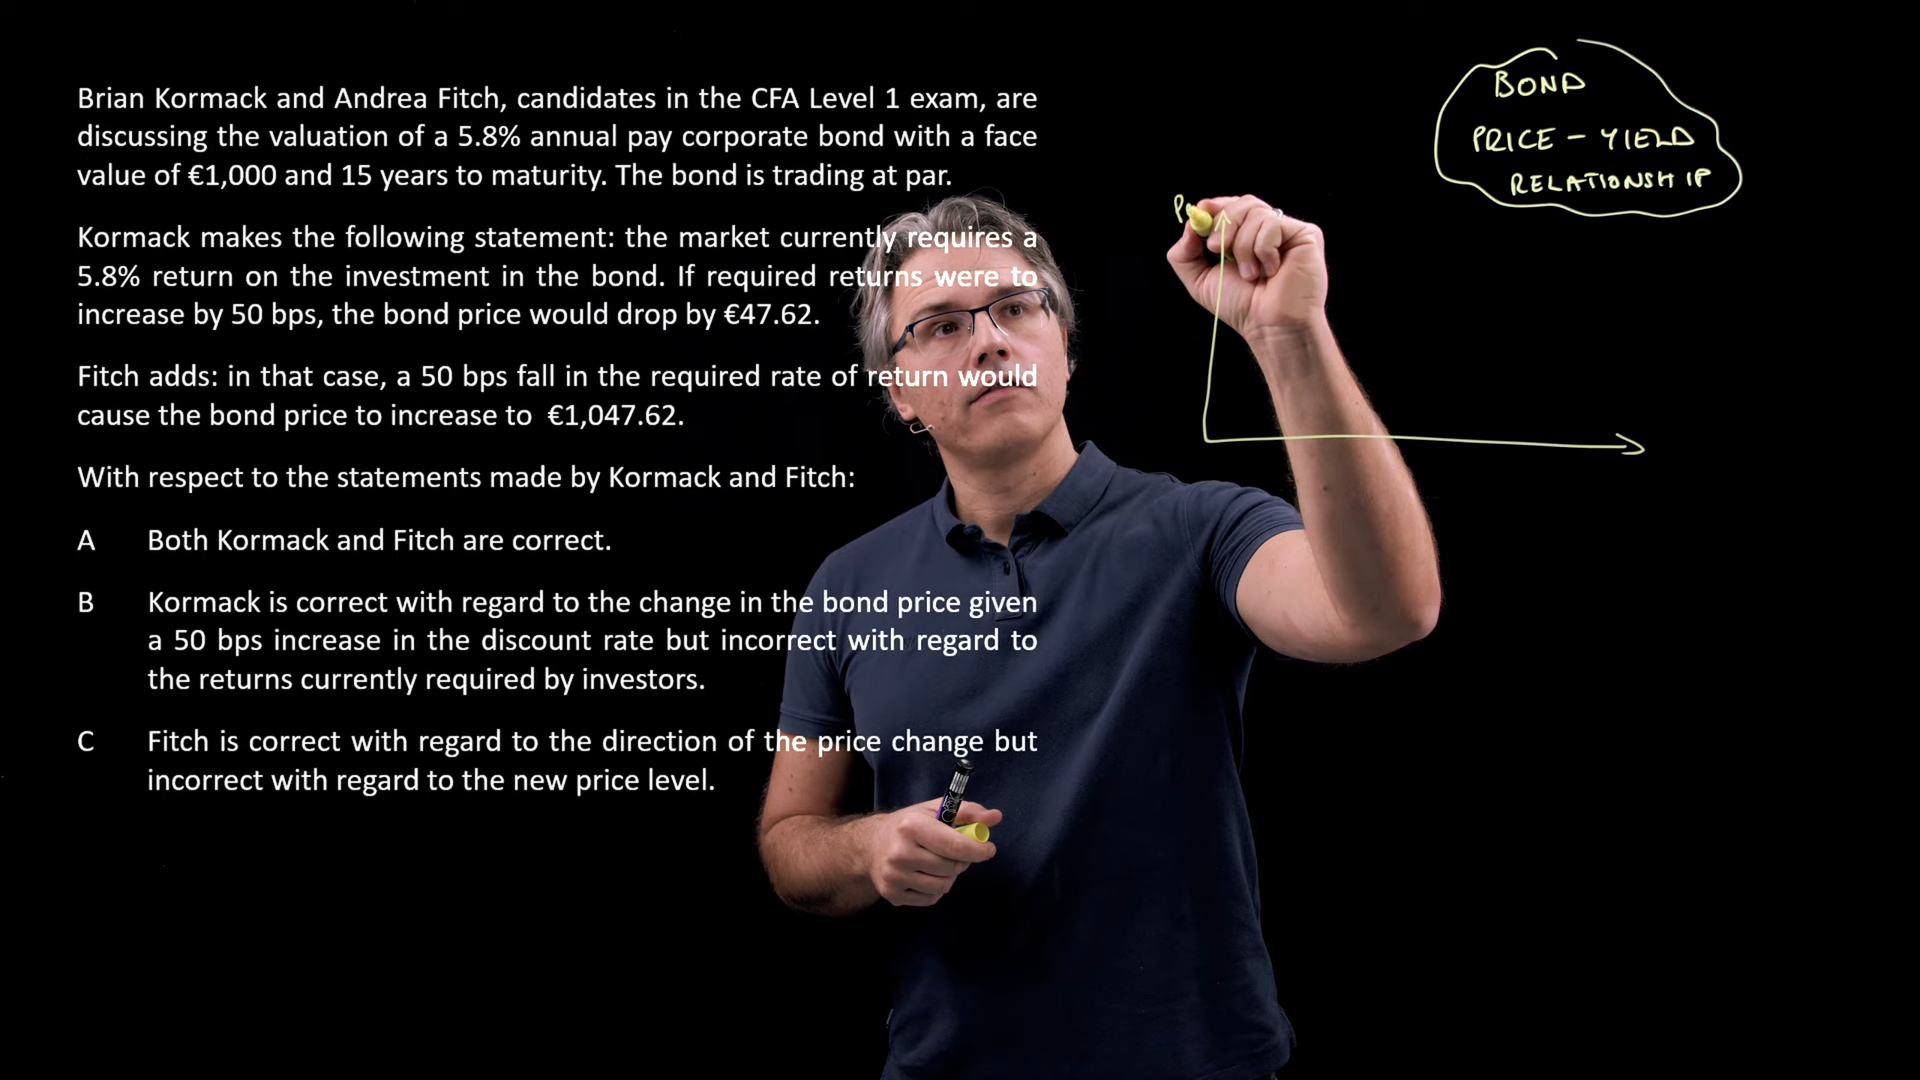 Brian Kormack and Andrea Fitch, candidates in the CFA Level 1 exam, are
discussing the valuation of a 5.8% annual pay corporate bond with a face
value of €1,000 and 15 years to maturity. The bond is trading at par.
Kormack makes the following statement: the market currently requires a
5.8% return on the investment in the bond. If required returns were to
increase by 50 bps, the bond price would drop by €47.62.
Fitch adds: in that case, a 50 bps fall in the required rate of return would
cause the bond price to increase to €1,047.62.
With respect to the statements made by Kormack and Fitch:
A Both Kormack and Fitch are correct.
B Kormack is correct with regard to the change in the bond price given
a 50 bps increase in the discount rate but incorrect with regard to
the returns currently required by investors.
C Fitch is correct with regard to the direction of the price change but
incorrect with regard to the new price level.
BOND
PRICE - YIELD
RELATIONSHIP